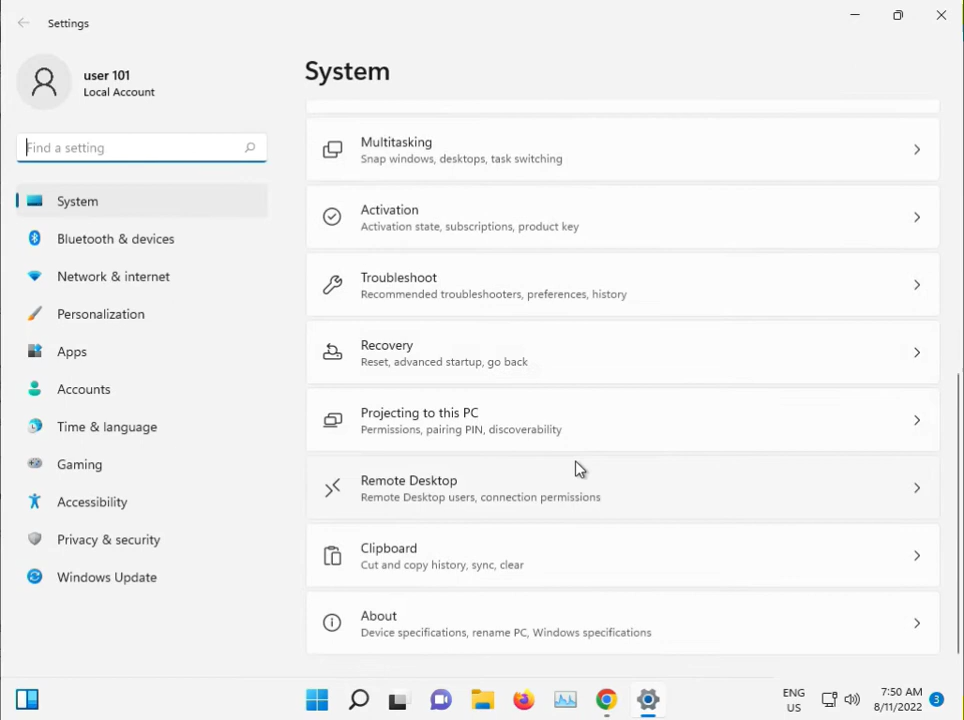 Settings
user 101
Local Account
Find a setting
System
Bluetooth & devices
Network & internet
Personalization
Apps
Accounts
Time & language
Gaming
Accessibility
Privacy & security
Windows Update
System
Multitasking
Snap windows, desktops, task switching
Activation
Activation state, subscriptions, product key
Troubleshoot
Recommended troubleshooters, preferences, history
Recovery
Reset, advanced startup, go back
Projecting to this PC
Permissions, pairing PIN, discoverability
Remote Desktop
Remote Desktop users, connection permissions
Clipboard
Cut and copy history, sync, clear
About
Device specifications, rename PC, Windows specifications
ENG
US
7:50 AM
8/11/2022
3